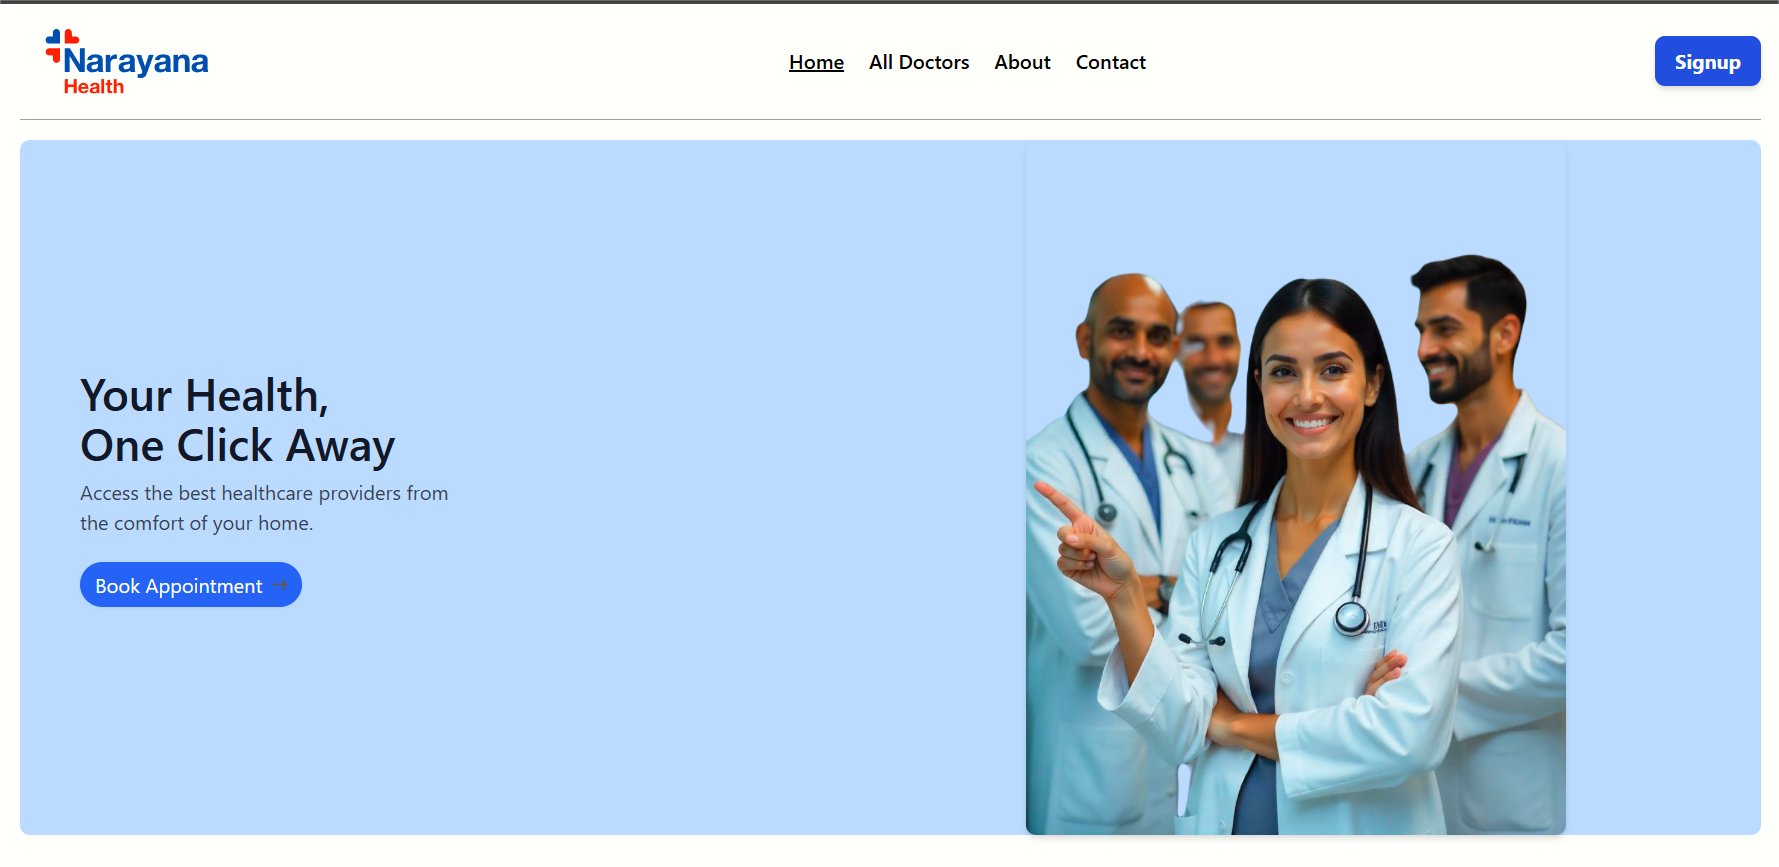 Narayana
Health
Home
All Doctors
About
Contact
Signup
Your Health,
One Click Away
Access the best healthcare providers from
the comfort of your home.
Book Appointment →